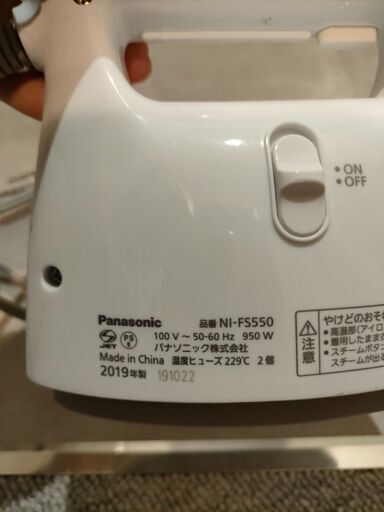 ON
OFF
Panasonic 品番 NI-FS550
JET PS E 100 V ~ 50-60 Hz 950 W
パナソニック株式会社
Made in China 温度ヒューズ 229℃ 2 個
2019年製 191022
注意
やけどのおそれ
高温部(アイロ
着用したまま
スチームボタン
スチームが出る